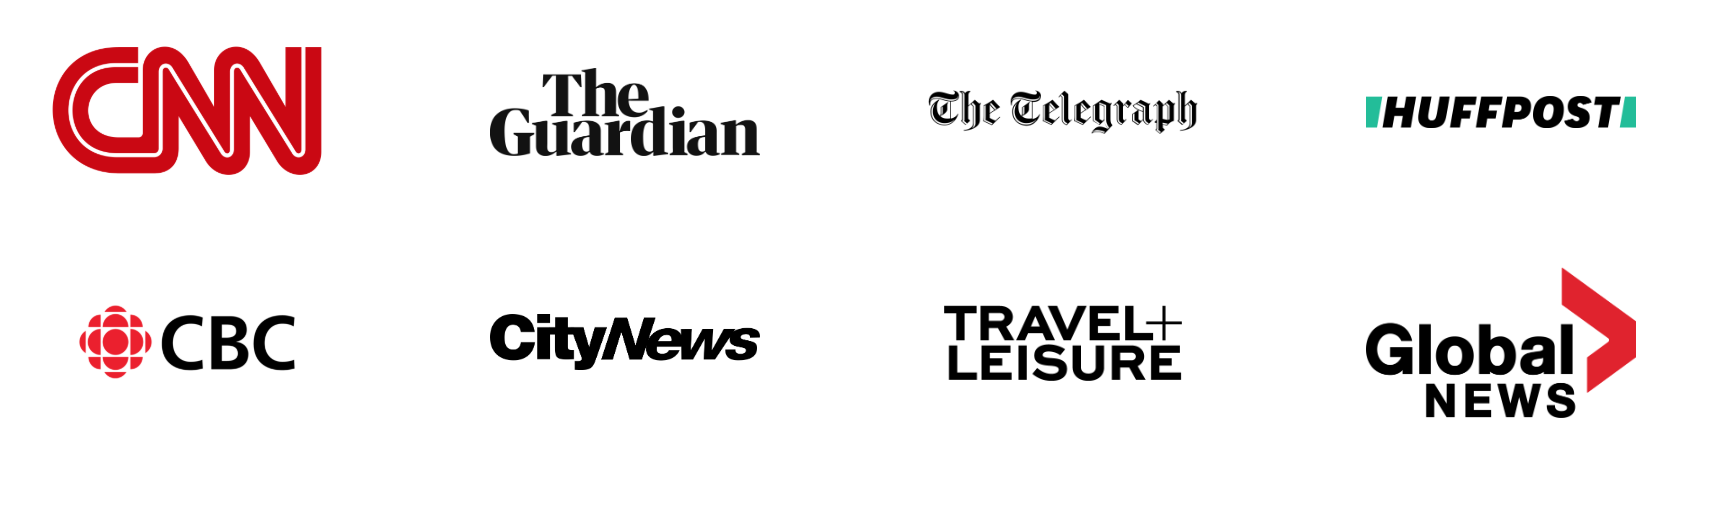 CNN
The
Guardian
The Telegraph
HUFFPOST
CBC
CityNews
TRAVEL+
LEISURE
Global
NEWS